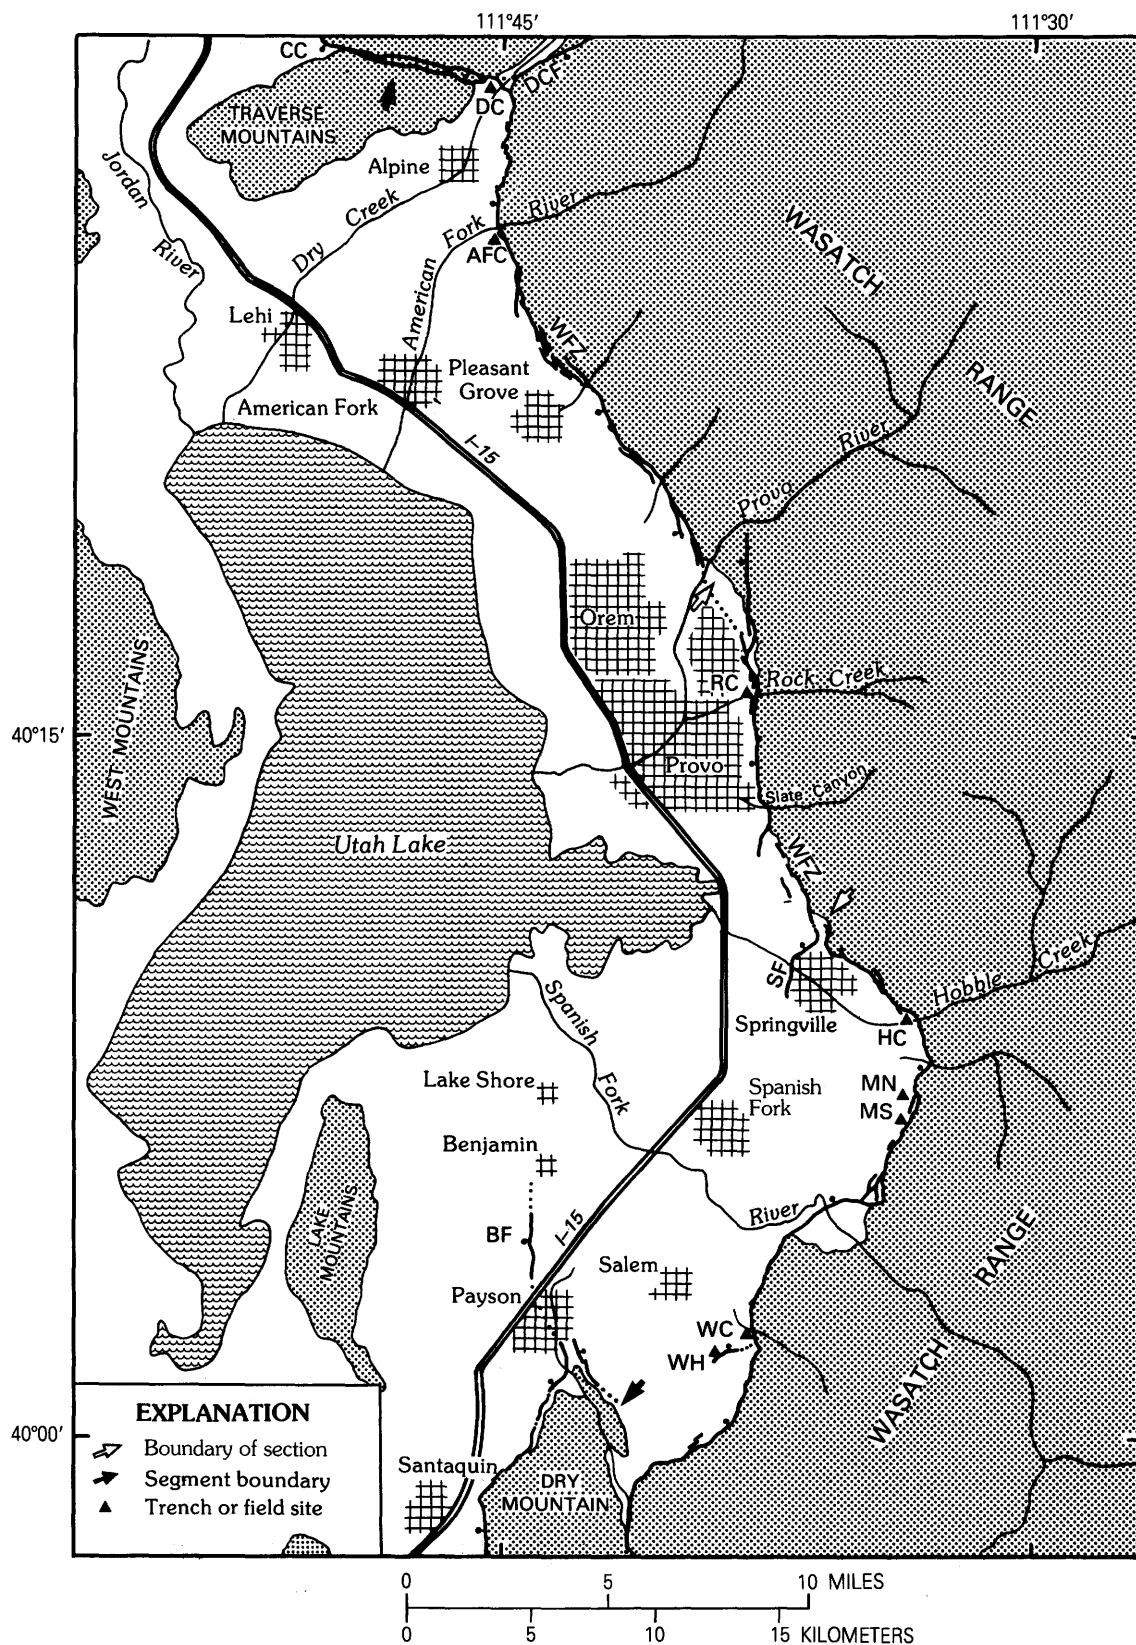 111°45′
111°30′
CC
DCF
DC
TRAVERSE
MOUNTAINS
Alpine
Jordan
River
Dry
Creek
American
Fork
River
AFC
WASATCH
RANGE
Lehi
WFZ
Pleasant
Grove
American Fork
I-15
Provo
River
Orem
RC
Rock Creek
40°15′
WEST MOUNTAINS
Provo
Slate Canyon
Utah Lake
WFZ
SF
Hobble
Creek
Springville
HC
Spanish
Fork
Lake Shore
MN
Spanish
Fork
MS
Benjamin
LAKE
MOUNTAINS
River
RANGE
BF
I-15
Salem
Payson
WC
WH
WASATCH
40°00′
EXPLANATION
Boundary of section
Segment boundary
Trench or field site
Santaquin
DRY
MOUNTAIN
0 5 10 MILES
0 5 10 15 KILOMETERS